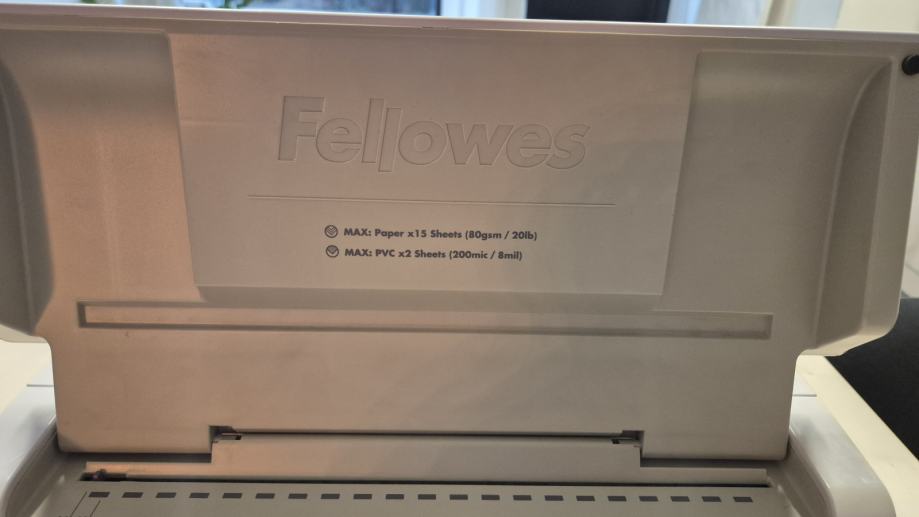 Fellowes
MAX: Paper x15 Sheets (80gsm / 20lb)
MAX: PVC x2 Sheets (200mic / 8mil)